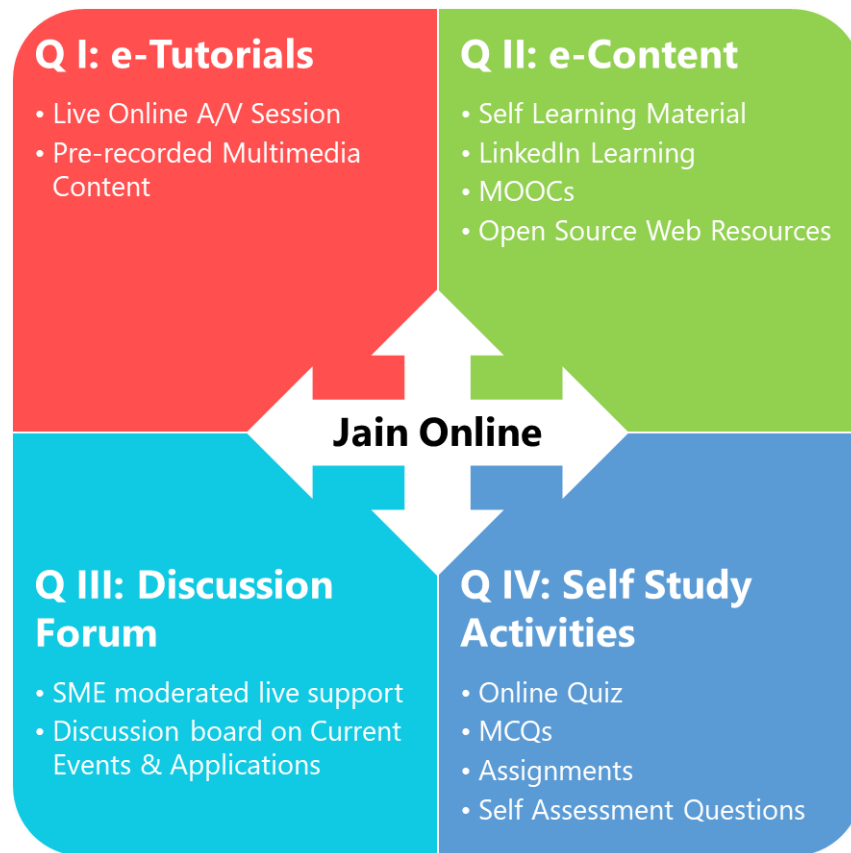 Q I: e-Tutorials
• Live Online A/V Session
• Pre-recorded Multimedia
Content
Q II: e-Content
• Self Learning Material
• LinkedIn Learning
• MOOCs
• Open Source Web Resources
Jain Online
Q III: Discussion
Forum
• SME moderated live support
• Discussion board on Current
Events & Applications
Q IV: Self Study
Activities
• Online Quiz
• MCQs
• Assignments
• Self Assessment Questions